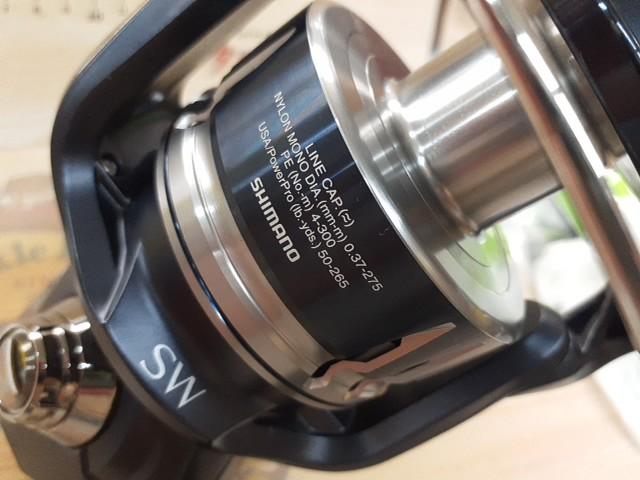 LINE CAP.(≈)
NYLON MONO DIA.(mm-m) 0.37-275
PE (No.-m) 4-300
USA/PowerPro (lb.-yds.) 50-265
SHIMANO
SW